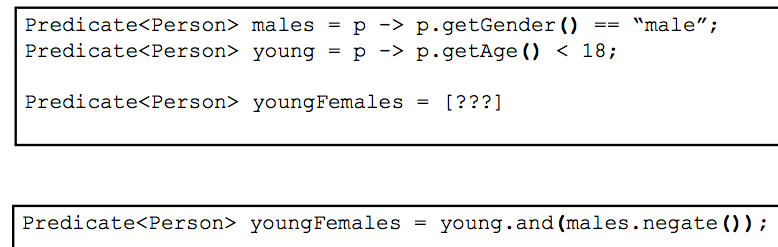 Predicate<Person> males = p -> p.getGender() == “male”;
Predicate<Person> young = p -> p.getAge() < 18;
Predicate<Person> youngFemales = [???]
Predicate<Person> youngFemales = young.and(males.negate());